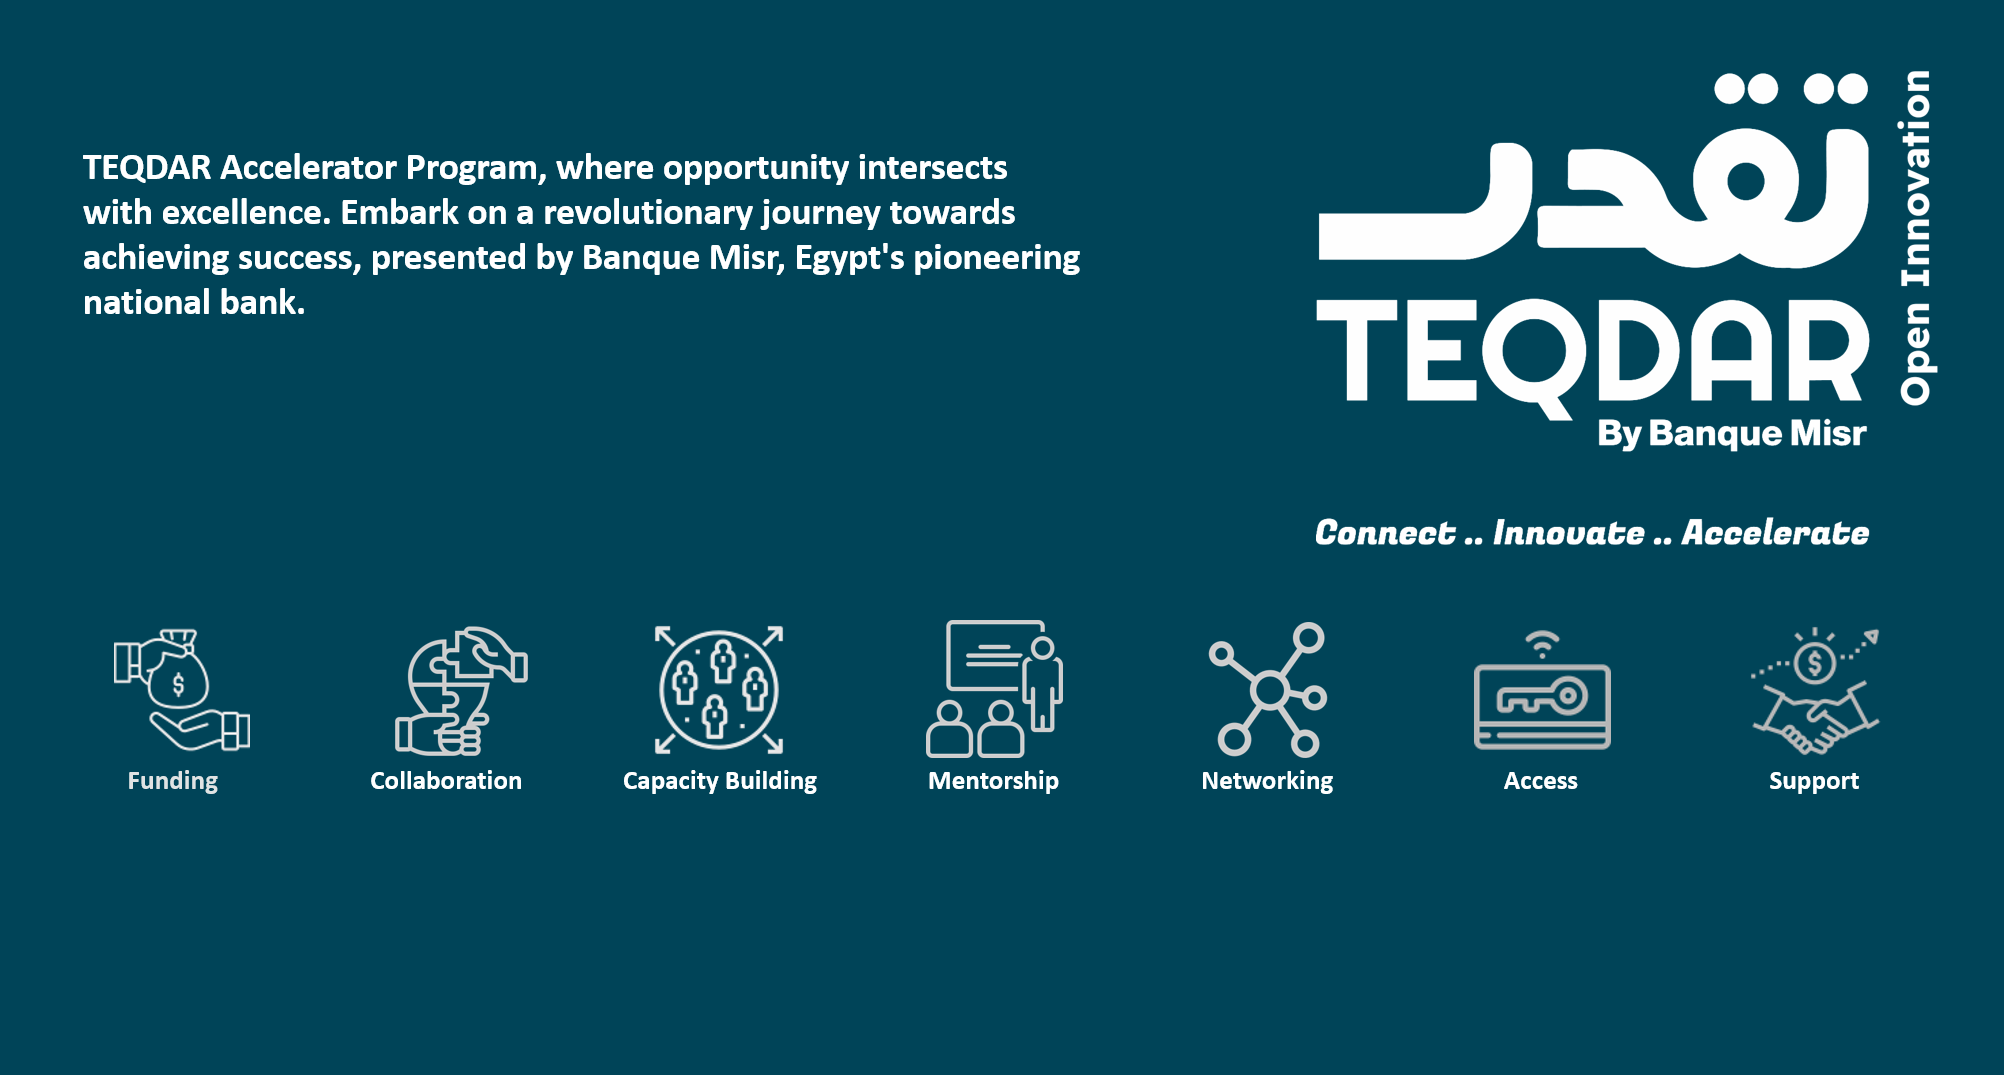 TEQDAR Accelerator Program, where opportunity intersects
with excellence. Embark on a revolutionary journey towards
achieving success, presented by Banque Misr, Egypt's pioneering
national bank.
تقدر
TEQDAR
By Banque Misr
Open Innovation
Connect .. Innovate .. Accelerate
$
$
Funding
Collaboration
Capacity Building
Mentorship
Networking
Access
Support